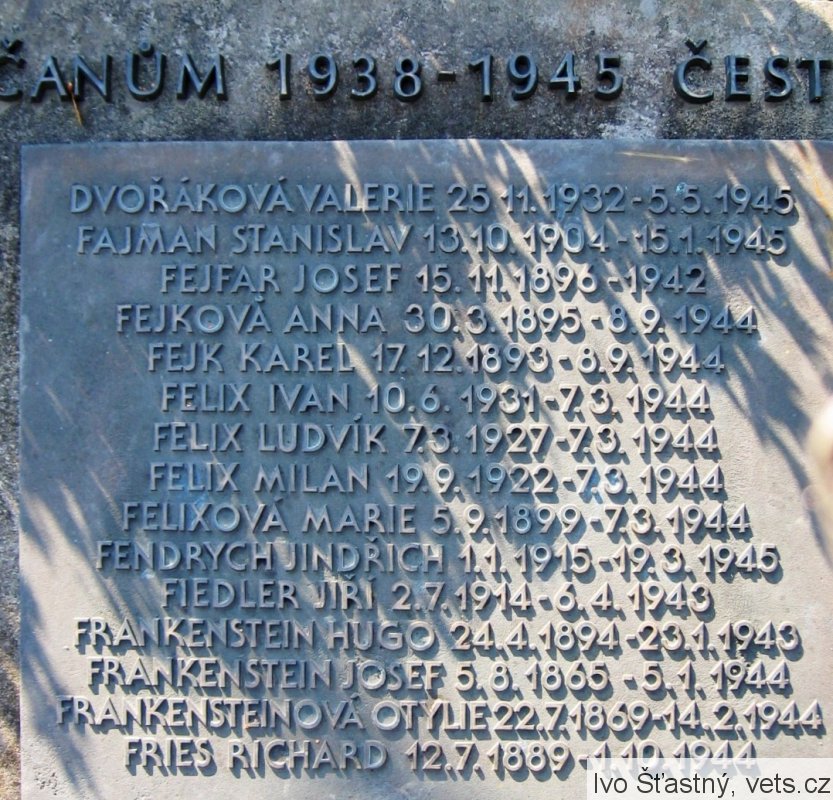 ČANŮM 1938-1945 ČEST
DVOŘÁKOVÁ VALERIE 25.11.1932 - 5.5.1945
FAJMAN STANISLAV 13.10.1904 - 15.1.1945
FEJFAR JOSEF 15.11.1896 - 1942
FEJKOVÁ ANNA 30.3.1895 - 8.9.1944
FEJK KAREL 17.12.1893 - 8.9.1944
FELIX IVAN 10.6.1931 - 7.3.1944
FELIX LUDVÍK 7.3.1927 - 7.3.1944
FELIX MILAN 19.9.1922 - 7.3.1944
FELIXOVÁ MARIE 5.9.1899 - 7.3.1944
FENDRYCH JINDŘICH 1.1.1915 - 19.3.1945
FIEDLER JIŘÍ 2.7.1914 - 6.4.1943
FRANKENSTEIN HUGO 24.4.1894 - 23.1.1943
FRANKENSTEIN JOSEF 5.8.1865 - 5.1.1944
FRANKENSTEINOVÁ OTYLIE 22.7.1869 - 14.2.1944
FRIES RICHARD 12.7.1889 - 1.10.1944
Ivo Šťastný, vets.cz